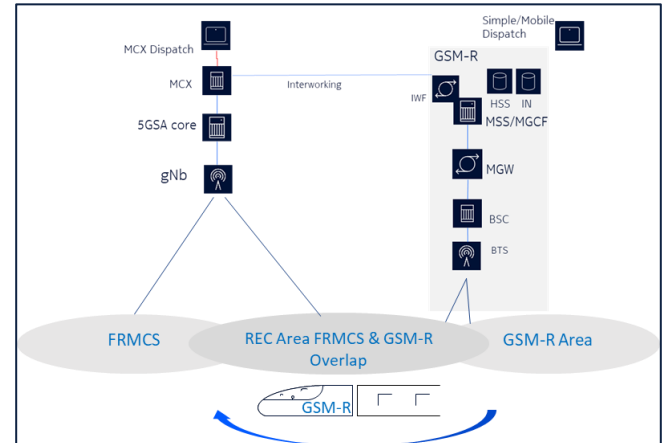 Simple/Mobile
Dispatch
MCX Dispatch
GSM-R
MCX
Interworking
IWF
HSS
IN
MSS/MGCF
5GSA core
gNb
MGW
BSC
BTS
FRMCS
REC Area FRMCS & GSM-R
Overlap
GSM-R Area
GSM-R